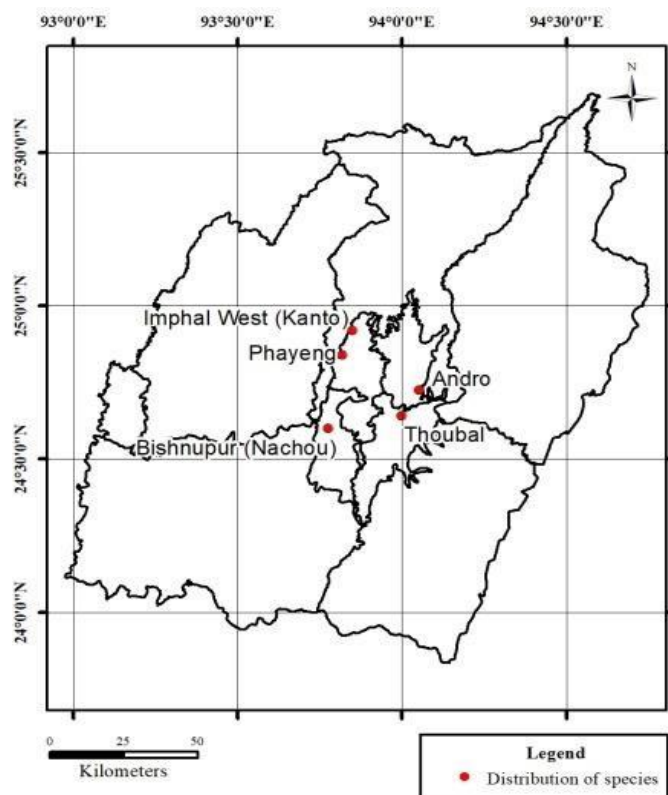 93°0'0"E 93°30'0"E 94°0'0"E 94°30'0"E
N
25°30'0"N
25°0'0"N
Imphal West (Kanto)
Phayeng
Andro
Thoubal
Bishnupur (Nachou)
24°30'0"N
24°0'0"N
0 25 50
Kilometers
Legend
Distribution of species